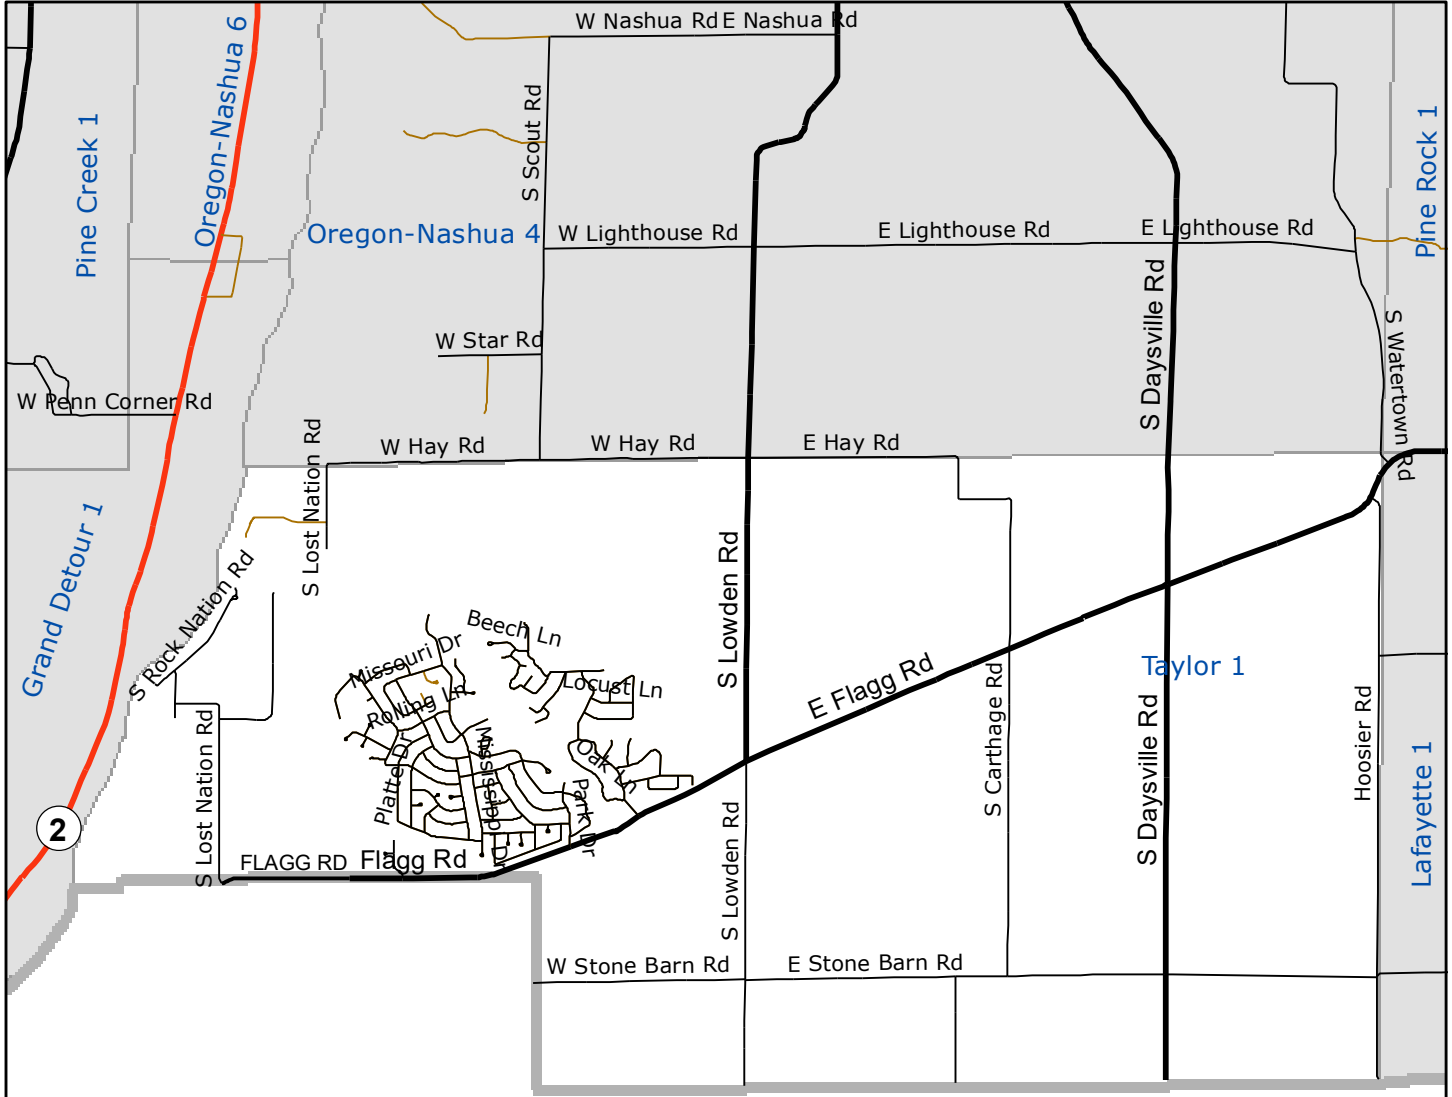 W Nashua Rd
E Nashua Rd
Oregon-Nashua 6
Pine Creek 1
S Scout Rd
Pine Rock 1
Oregon-Nashua 4
W Lighthouse Rd
E Lighthouse Rd
E Lighthouse Rd
S Daysville Rd
W Star Rd
S Watertown Rd
W Penn Corner Rd
S Lost Nation Rd
W Hay Rd
W Hay Rd
E Hay Rd
Grand Detour 1
S Rock Nation Rd
S Lowden Rd
Beech Ln
Missouri Dr
Locust Ln
Rolling Ln
E Flagg Rd
Taylor 1
S Carthage Rd
Hoosier Rd
S Lost Nation Rd
Platte Dr
Mississippi Dr
Oak Ln
Park Dr
S Daysville Rd
Lafayette 1
2
FLAGG RD
Flagg Rd
S Lowden Rd
W Stone Barn Rd
E Stone Barn Rd